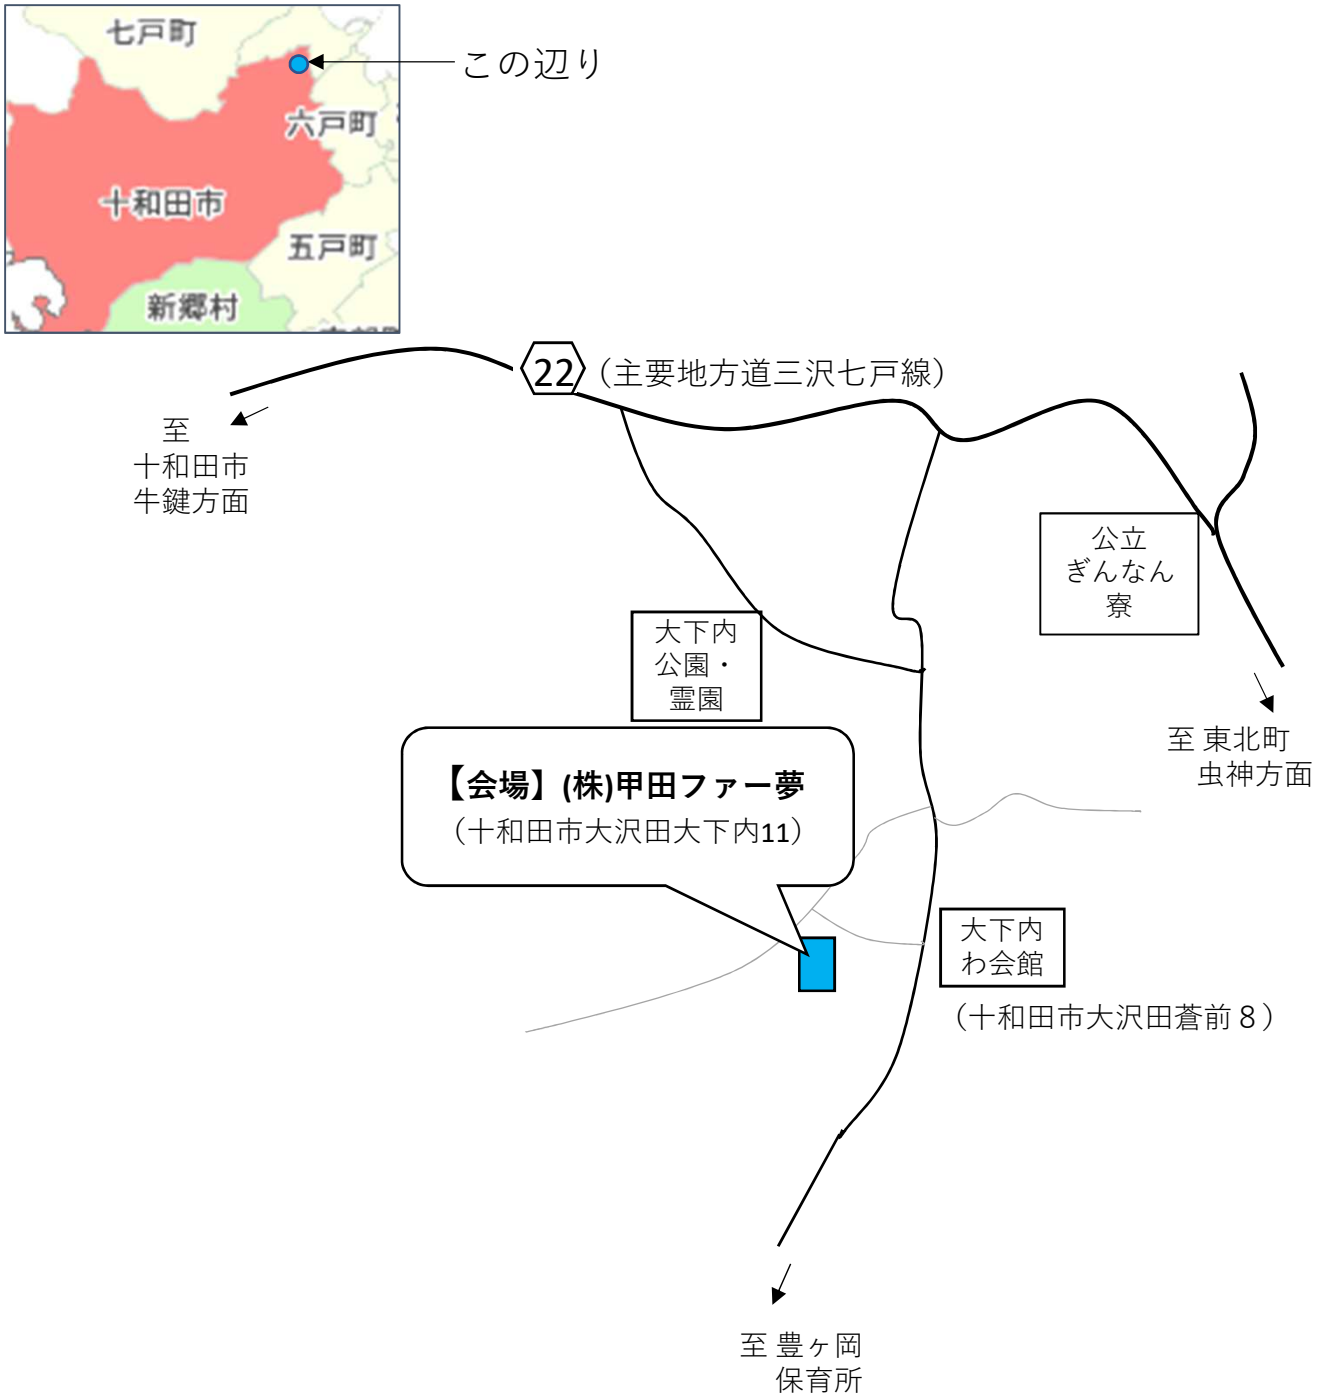 七戸町
この辺り
六戸町
十和田市
五戸町
新郷村
22
（主要地方道三沢七戸線）
至
十和田市
牛鍵方面
公立
ぎんなん
寮
大下内
公園・
霊園
至 東北町
虫神方面
【会場】(株)甲田ファー夢
（十和田市大沢田大下内11）
大下内
わ会館
（十和田市大沢田蒼前８）
至 豊ヶ岡
保育所